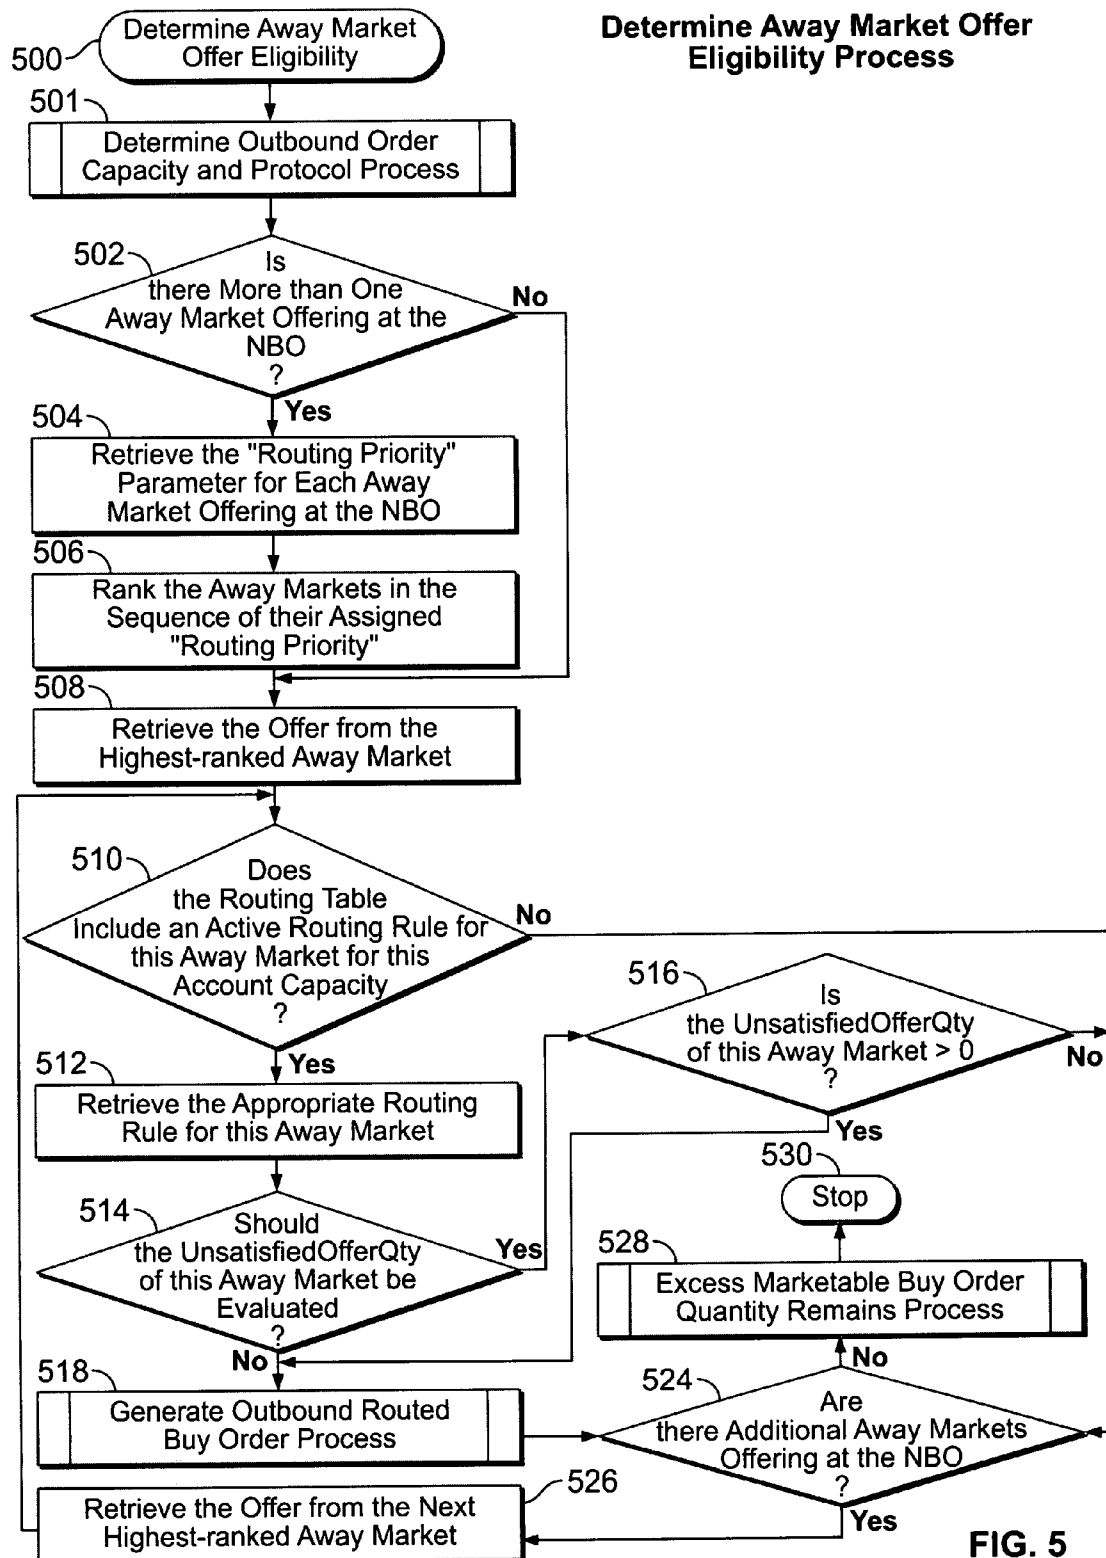 Determine Away Market Offer
Eligibility Process
500
Determine Away Market
Offer Eligibility
501
Determine Outbound Order
Capacity and Protocol Process
502
Is
there More than One
Away Market Offering at the
NBO
?
No
Yes
504
Retrieve the "Routing Priority"
Parameter for Each Away
Market Offering at the NBO
506
Rank the Away Markets in the
Sequence of their Assigned
"Routing Priority"
508
Retrieve the Offer from the
Highest-ranked Away Market
510
Does
the Routing Table
Include an Active Routing Rule for
this Away Market for this
Account Capacity
?
No
Yes
512
Retrieve the Appropriate Routing
Rule for this Away Market
514
Should
the UnsatisfiedOfferQty
of this Away Market be
Evaluated
?
Yes
No
516
Is
the UnsatisfiedOfferQty
of this Away Market > 0
?
No
Yes
518
Generate Outbound Routed
Buy Order Process
530
Stop
528
Excess Marketable Buy Order
Quantity Remains Process
No
524
Are
there Additional Away Markets
Offering at the NBO
?
Yes
526
Retrieve the Offer from the Next
Highest-ranked Away Market
FIG. 5